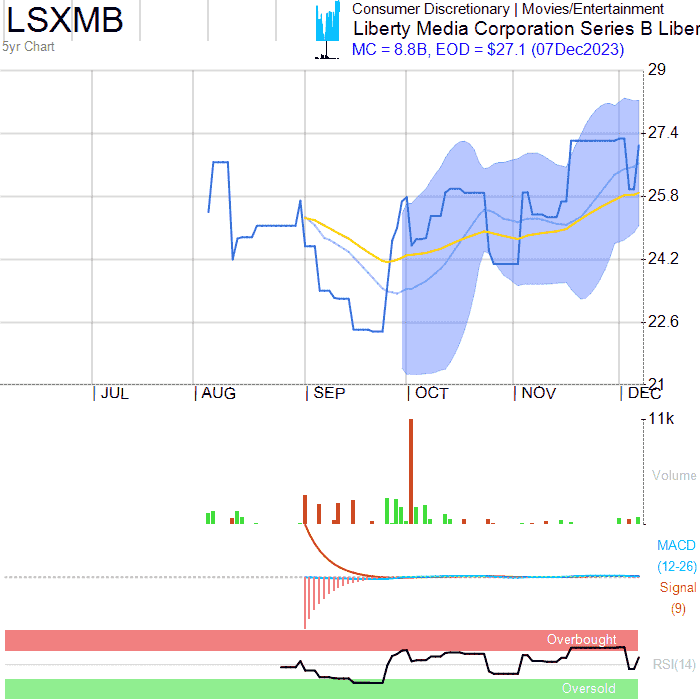 LSXMB
5yr Chart
Consumer Discretionary | Movies/Entertainment
Liberty Media Corporation Series B Liber
MC = 8.8B, EOD = $27.1 (07Dec2023)
29
27.4
25.8
24.2
22.6
21
JUL AUG SEP OCT NOV DEC
11k
Volume
MACD
(12-26)
Signal
(9)
Overbought
RSI(14)
Oversold